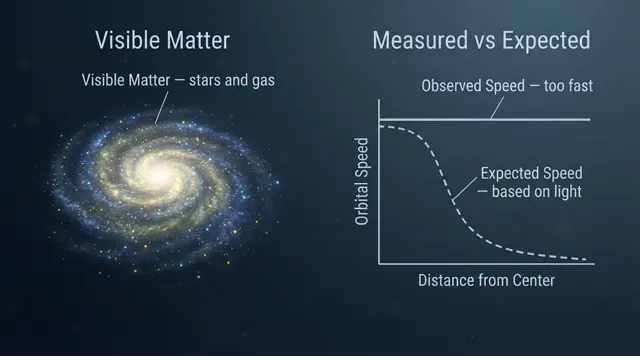 Visible Matter
Visible Matter — stars and gas
Measured vs Expected
Observed Speed — too fast
Orbital Speed
Expected Speed
— based on light
Distance from Center